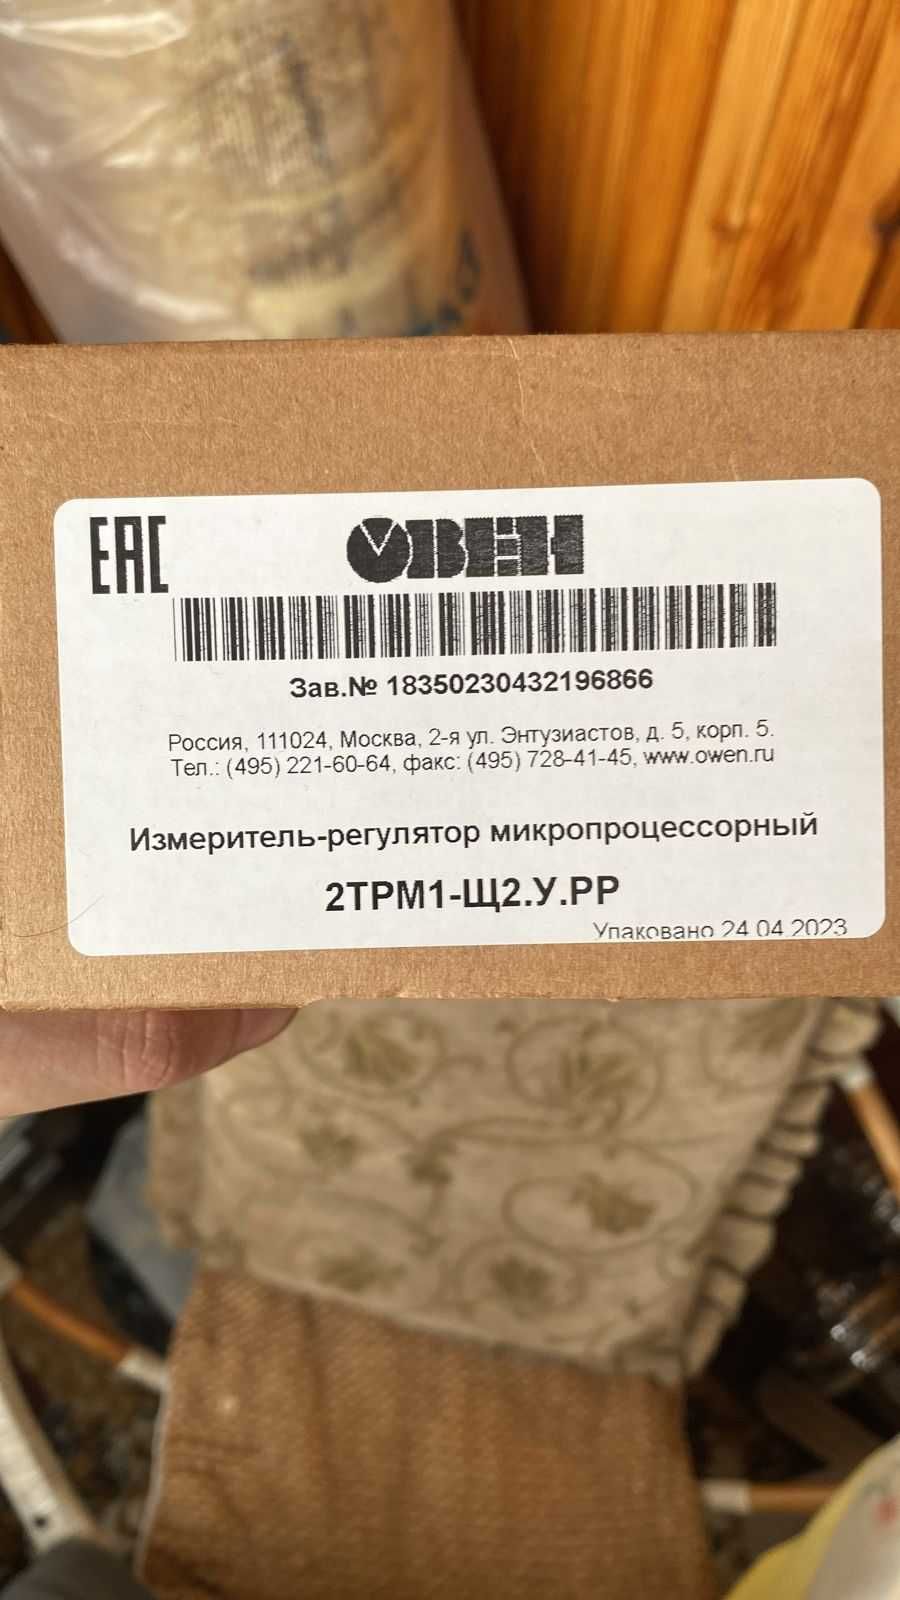 EAC
ОВЕН
Зав.№ 18350230432196866
Россия, 111024, Москва, 2-я ул. Энтузиастов, д. 5, корп. 5.
Тел.: (495) 221-60-64, факс: (495) 728-41-45, www.owen.ru
Измеритель-регулятор микропроцессорный
2ТРМ1-Щ2.У.РР
Упаковано 24.04.2023